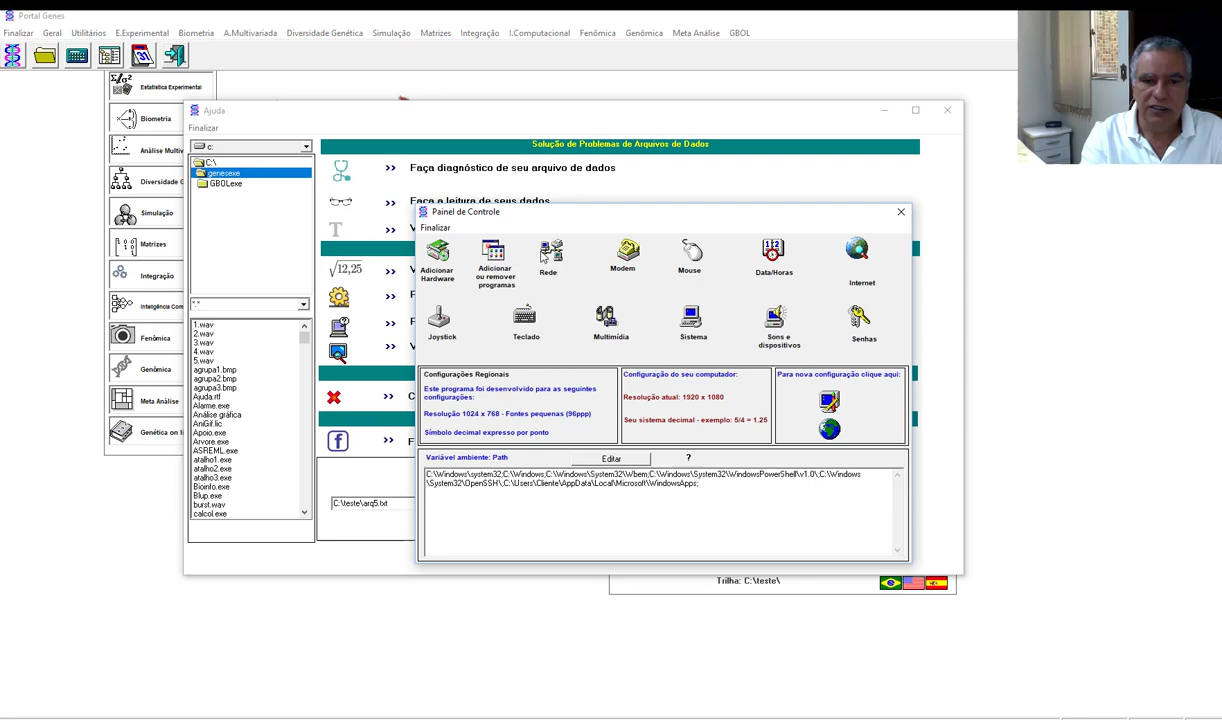 Portal Genes
Finalizar Geral Utilitários E.Experimental Biometria A.Multivariada Diversidade Genética Simulação Matrizes Integração I.Computacional Fenômica Genômica Meta Análise GBOL
31
Estatística Experimental
Biometria
Análise Multiv
Diversidade G
Simulação
Matrizes
Integração
Inteligência Com
Fenômica
Genômica
Meta Análise
Genética on li
Ajuda
Finalizar
c:
C:\
genesexe
GBOLexe
*.*
1.wav
2.wav
3.wav
4.wav
5.wav
agrupa1.bmp
agrupa2.bmp
agrupa3.bmp
Ajuda.rtf
Alarme.exe
Análise gráfica
AniGif.lic
Apoio.exe
Arvore.exe
ASREML.exe
atalho1.exe
atalho2.exe
atalho3.exe
Bioinfo.exe
Blup.exe
burst.wav
calcol.exe
Solução de Problemas de Arquivos de Dados
>> Faça diagnóstico de seu arquivo de dados
>> Faça a leitura de seus dados
T >> V
√12,25 >> V
>> F
>> F
>> V
>> C
f >> F
C:\teste\arq5.txt
Painel de Controle
Finalizar
Adicionar Hardware
Adicionar ou remover programas
Rede
Modem
Mouse
Data/Horas
Internet
Joystick
Teclado
Multimídia
Sistema
Sons e dispositivos
Senhas
Configurações Regionais
Este programa foi desenvolvido para as seguintes
configurações:
Resolução 1024 x 768 - Fontes pequenas (96ppp)
Símbolo decimal expresso por ponto
Configuração do seu computador:
Resolução atual: 1920 x 1080
Seu sistema decimal - exemplo: 5/4 = 1.25
Para nova configuração clique aqui:
Variável ambiente: Path
Editar
?
C:\Windows\system32;C:\Windows;C:\Windows\System32\Wbem;C:\Windows\System32\WindowsPowerShell\v1.0\;C:\Windows
\System32\OpenSSH\;C:\Users\Cliente\AppData\Local\Microsoft\WindowsApps;
Trilha: C:\teste\